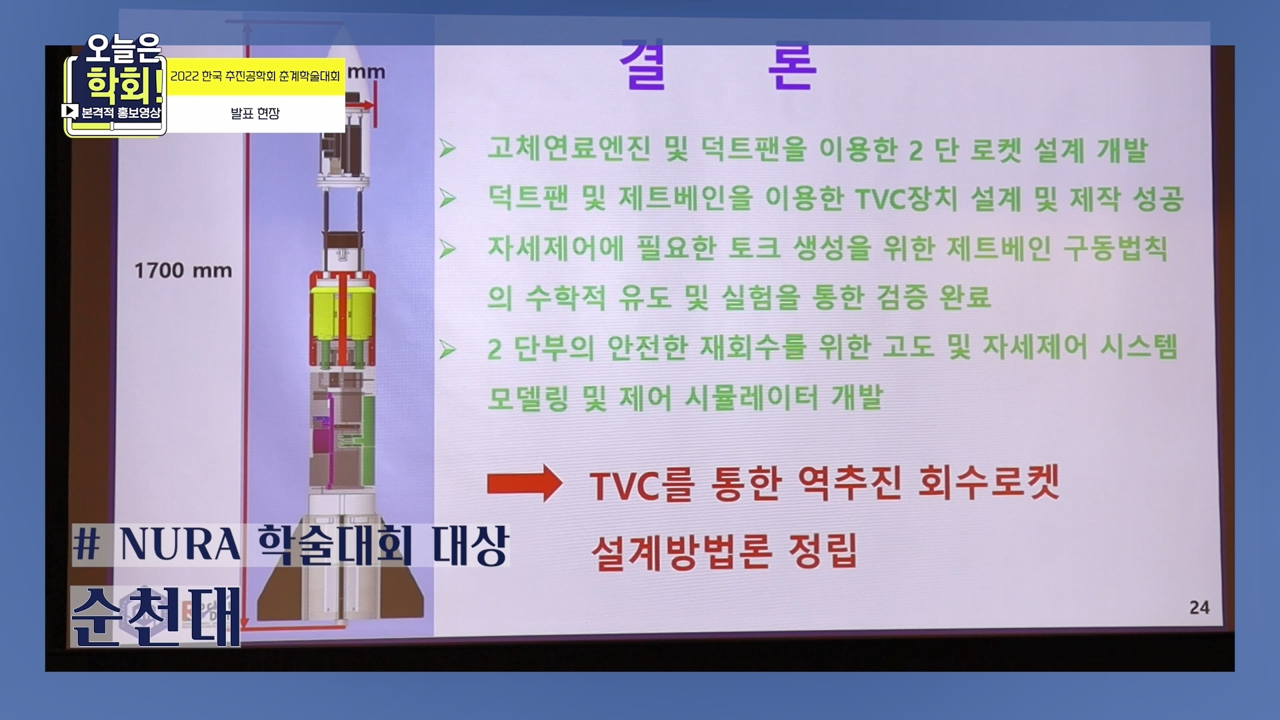 오늘은
학회!
본격적 홍보영상
2022 한국 추진공학회 춘계학술대회
발표 현장
mm
1700 mm
결 론
➢ 고체연료엔진 및 덕트팬을 이용한 2 단 로켓 설계 개발
➢ 덕트팬 및 제트베인을 이용한 TVC장치 설계 및 제작 성공
➢ 자세제어에 필요한 토크 생성을 위한 제트베인 구동법칙
의 수학적 유도 및 실험을 통한 검증 완료
➢ 2 단부의 안전한 재회수를 위한 고도 및 자세제어 시스템
모델링 및 제어 시뮬레이터 개발
TVC를 통한 역추진 회수로켓
설계방법론 정립
# NURA 학술대회 대상
순천대
24